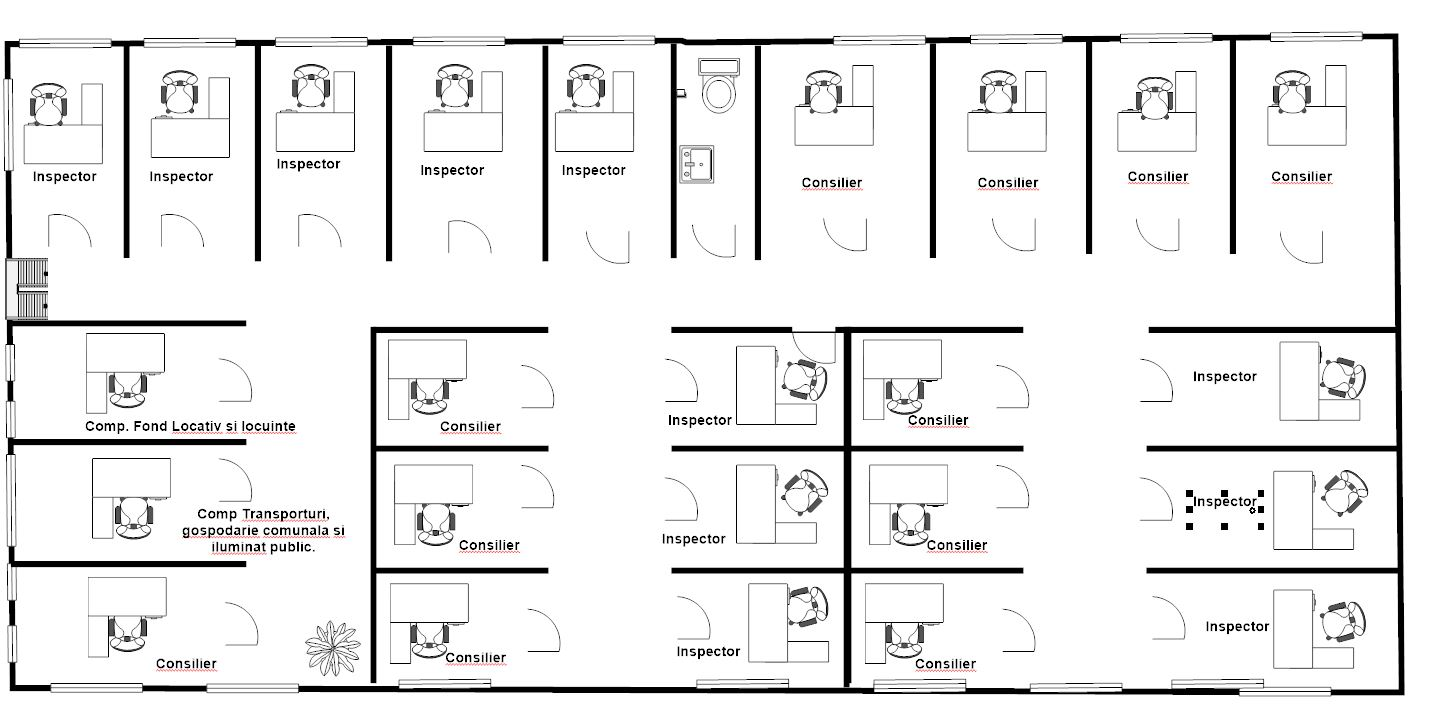 Inspector
Inspector
Inspector
Inspector
Inspector
Consilier
Consilier
Consilier
Consilier
Comp. Fond Locativ si locuinte
Consilier
Inspector
Consilier
Inspector
Comp Transporturi,
gospodarie comunala si
iluminat public.
Consilier
Inspector
Consilier
Inspector
Consilier
Consilier
Inspector
Consilier
Inspector